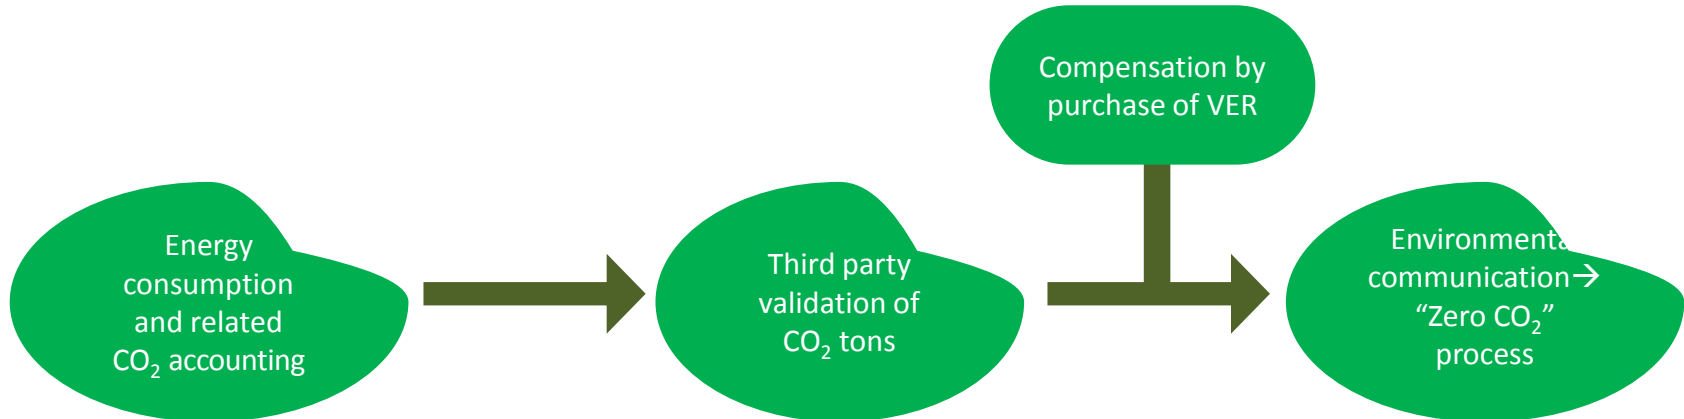 Compensation by
purchase of VER
Energy
consumption
and related
CO₂ accounting
Third party
validation of
CO₂ tons
Environmenta
communication→
“Zero CO₂”
process